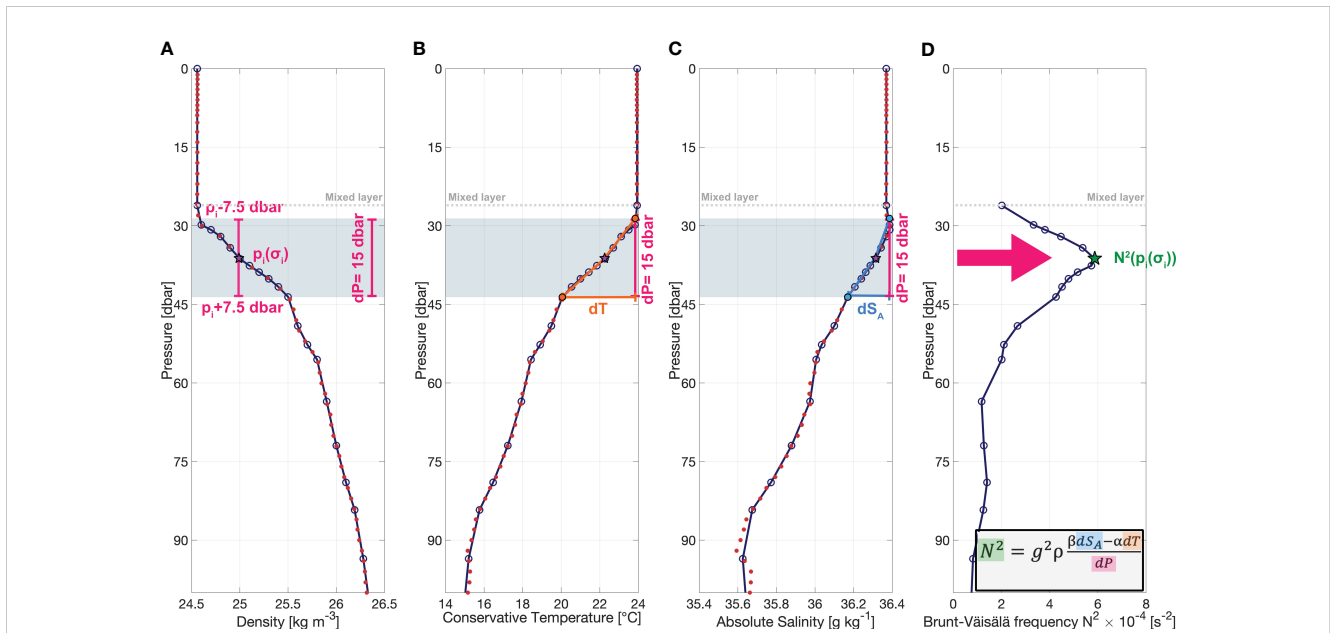 A
B
C
D
0
15
30
45
60
75
90
Pressure [dbar]
Mixed layer
pᵢ-7.5 dbar
pᵢ(σᵢ)
pᵢ+7.5 dbar
dP= 15 dbar
24.5 25 25.5 26 26.5
Density [kg m⁻³]
0
15
30
45
60
75
90
Pressure [dbar]
Mixed layer
dP= 15 dbar
dT
14 16 18 20 22 24
Conservative Temperature [°C]
0
15
30
45
60
75
90
Pressure [dbar]
Mixed layer
dP= 15 dbar
dS_A
35.4 35.6 35.8 36 36.2 36.4
Absolute Salinity [g kg⁻¹]
0
15
30
45
60
75
90
Pressure [dbar]
Mixed layer
N²(pᵢ(σᵢ))
N² = g²ρ (βdS_A−αdT)/dP
0 2 4 6 8
Brunt-Väisälä frequency N² × 10⁻⁴ [s⁻²]